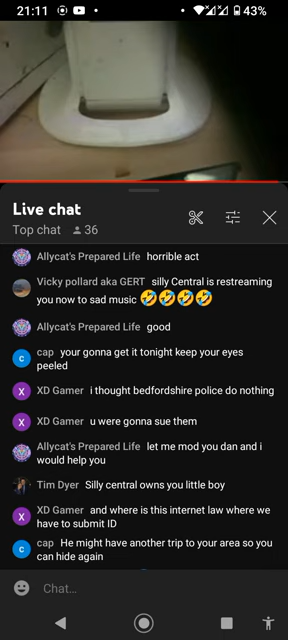 21:11
43%
Live chat
Top chat 36
Allycat's Prepared Life horrible act
Vicky pollard aka GERT silly Central is restreaming
you now to sad music 🤣🤣🤣🤣
Allycat's Prepared Life good
c cap your gonna get it tonight keep your eyes
peeled
X XD Gamer i thought bedfordshire police do nothing
X XD Gamer u were gonna sue them
Allycat's Prepared Life let me mod you dan and i
would help you
Tim Dyer Silly central owns you little boy
X XD Gamer and where is this internet law where we
have to submit ID
c cap He might have another trip to your area so you
can hide again
Chat...